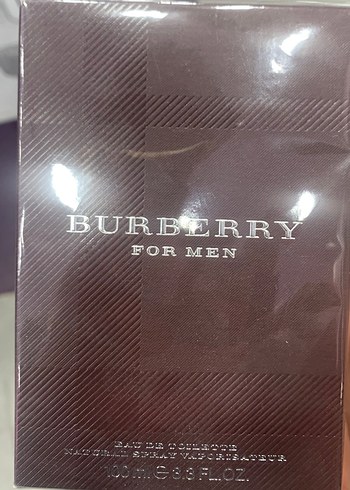 BURBERRY
FOR MEN
EAU DE TOILETTE
NATURAL SPRAY VAPORISATEUR
100 ml ℮ 3.3 FL.OZ.